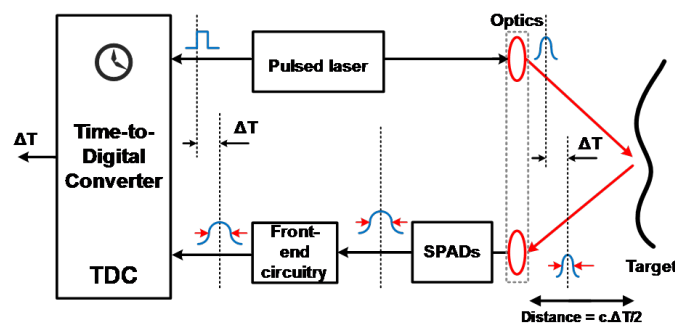 Optics
Pulsed laser
Time-to-
Digital
Converter
TDC
ΔT
ΔT
ΔT
Front-
end
circuitry
SPADs
Target
Distance = c.ΔT/2